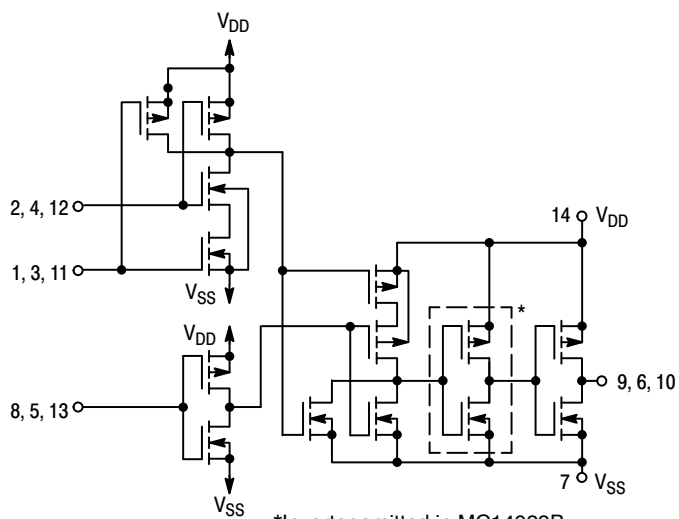 VDD
2, 4, 12
1, 3, 11
VSS
14 VDD
*
VDD
8, 5, 13
9, 6, 10
7 VSS
VSS